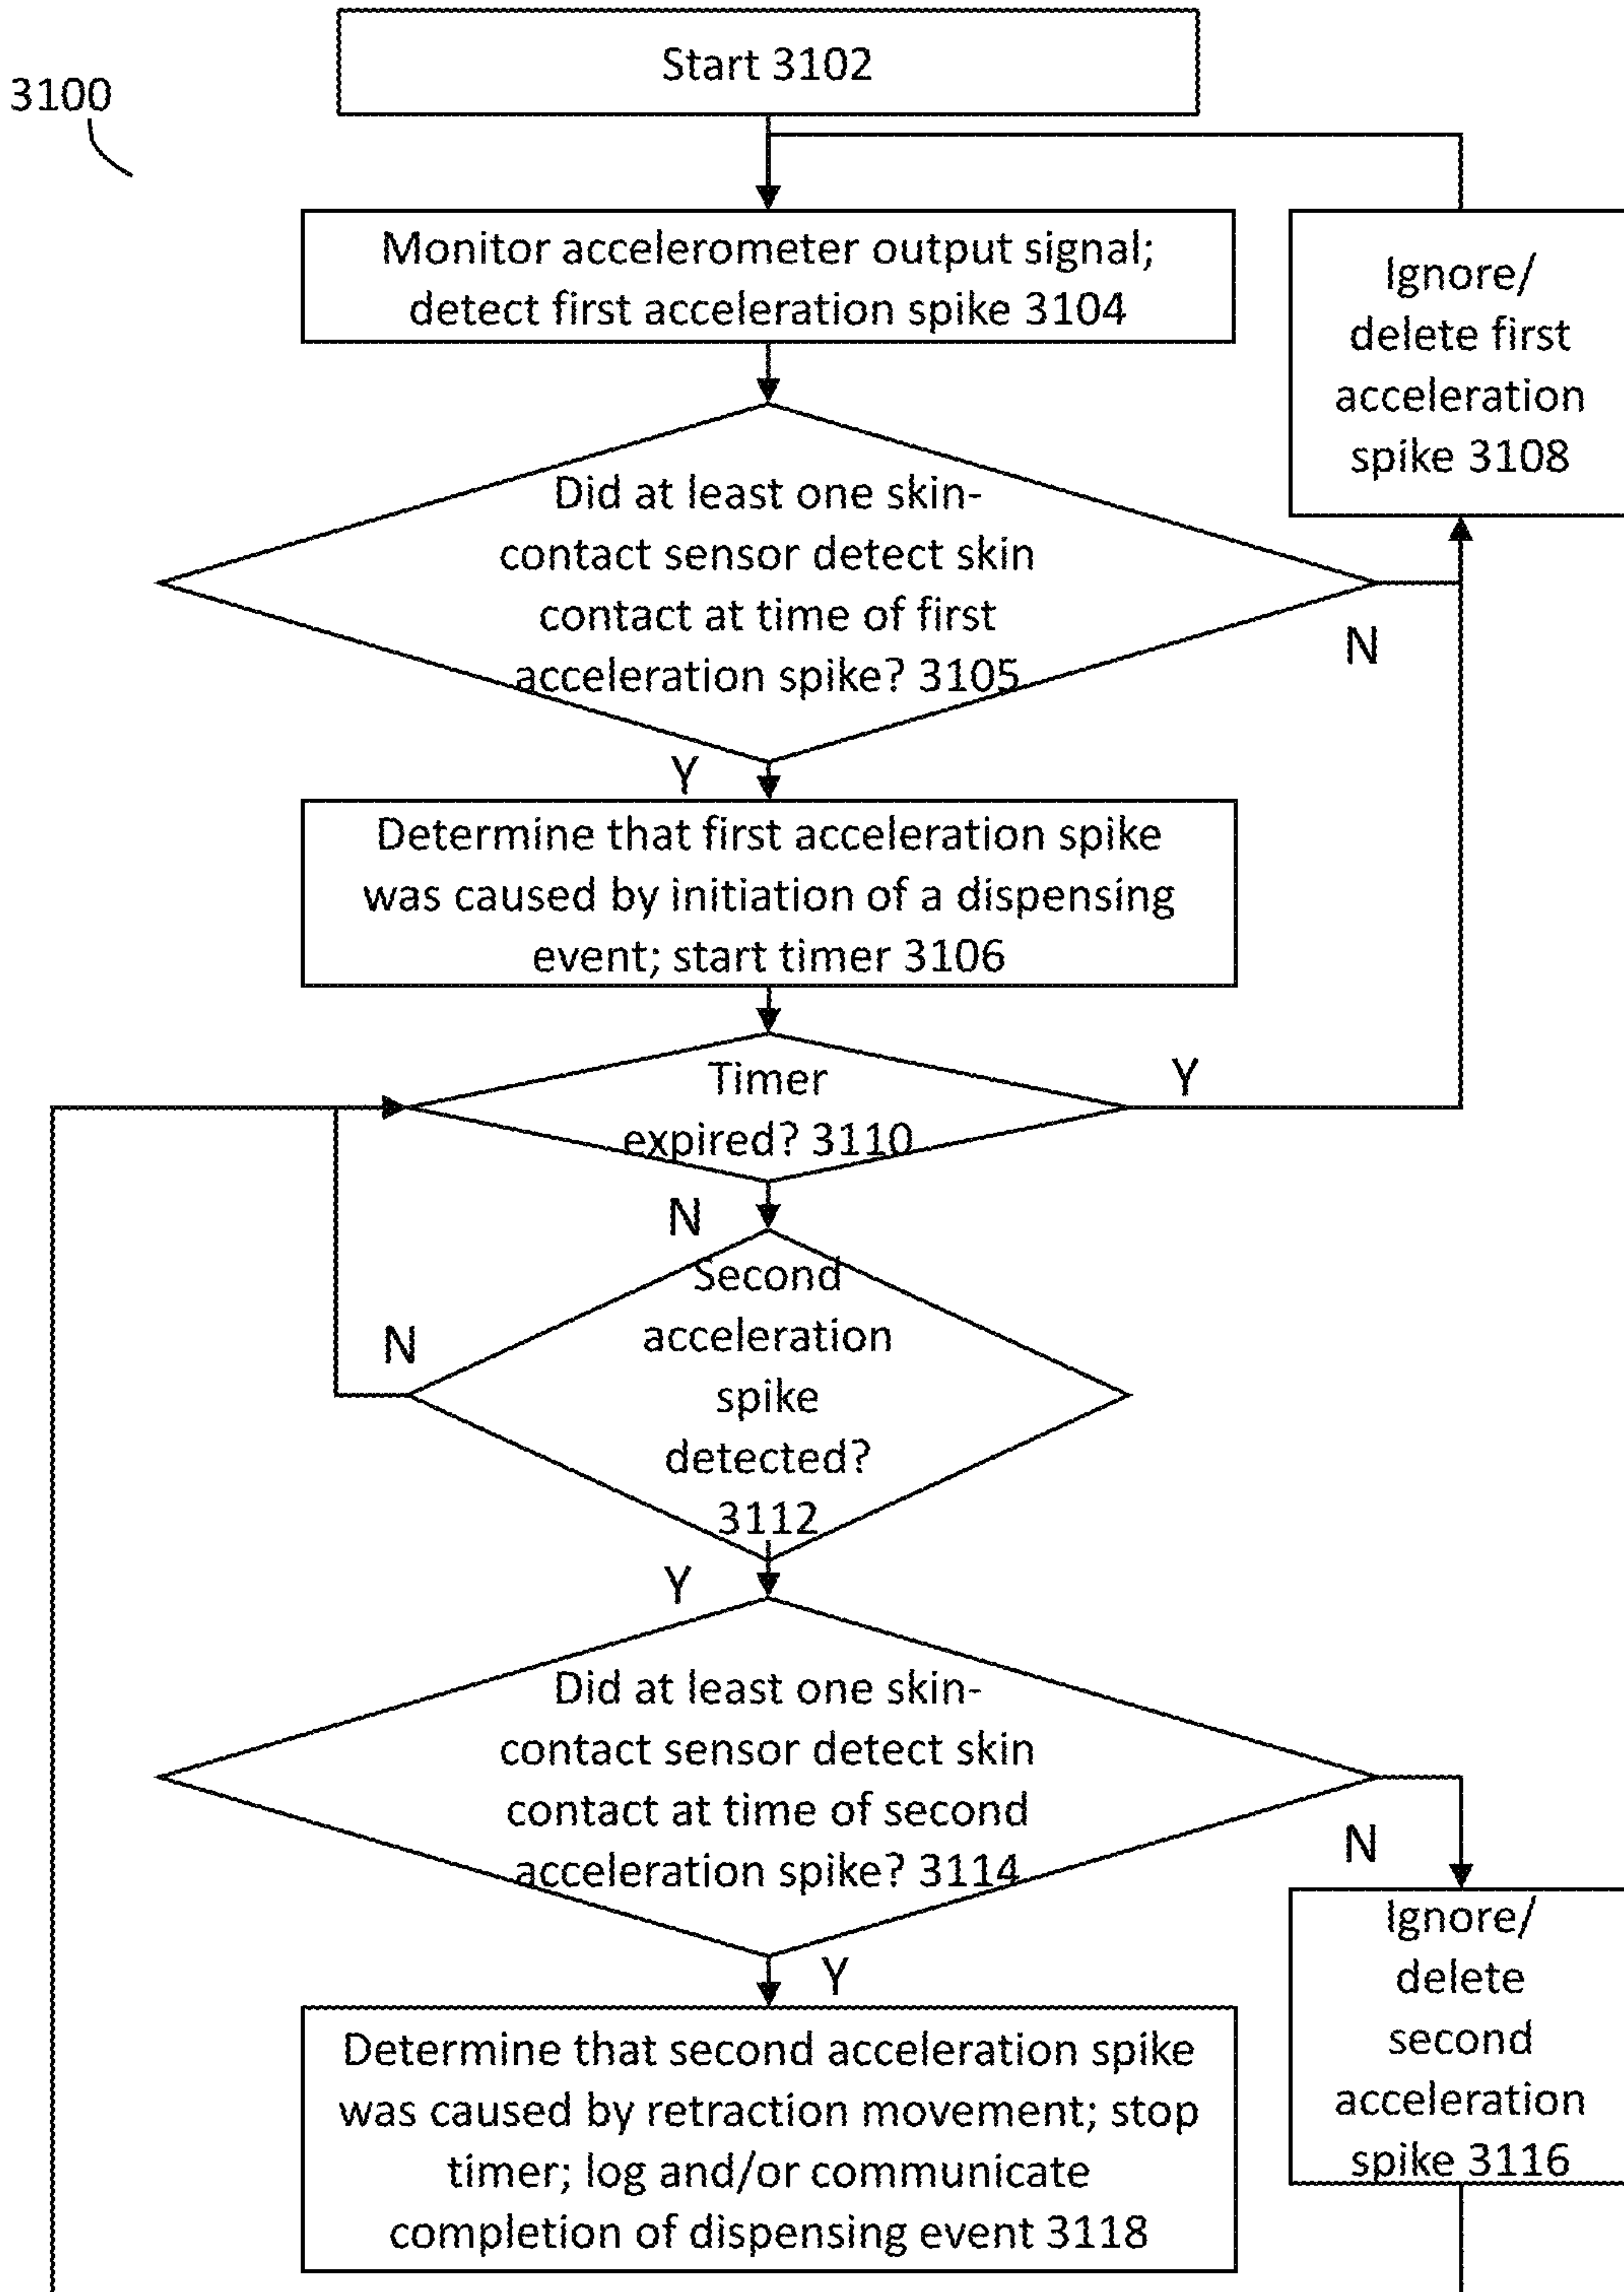 Start 3102
3100
Monitor accelerometer output signal;
detect first acceleration spike 3104
Ignore/
delete first
acceleration
spike 3108
Did at least one skin-
contact sensor detect skin
contact at time of first
acceleration spike? 3105
N
Y
Determine that first acceleration spike
was caused by initiation of a dispensing
event; start timer 3106
Timer
expired? 3110
Y
N
Second
acceleration
spike
detected?
3112
N
Y
Did at least one skin-
contact sensor detect skin
contact at time of second
acceleration spike? 3114
N
Y
Ignore/
delete
second
acceleration
spike 3116
Determine that second acceleration spike
was caused by retraction movement; stop
timer; log and/or communicate
completion of dispensing event 3118